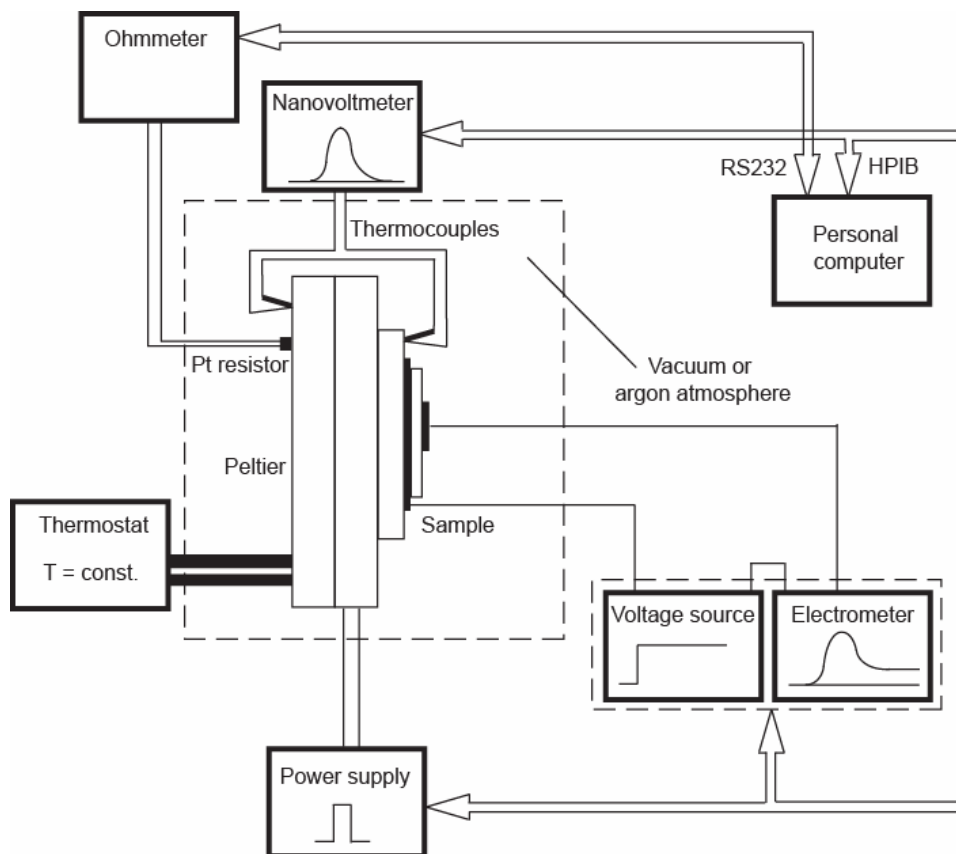 Ohmmeter
Nanovoltmeter
RS232
HPIB
Thermocouples
Personal
computer
Pt resistor
Vacuum or
argon atmosphere
Peltier
Sample
Thermostat
T = const.
Voltage source
Electrometer
Power supply